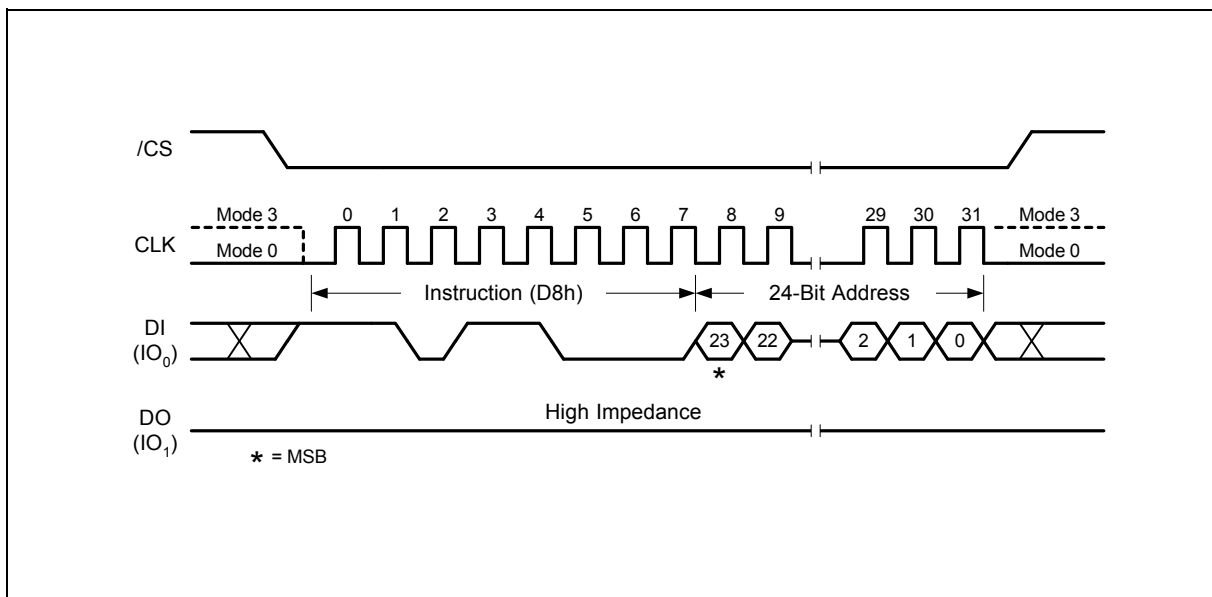 /CS
Mode 3 0 1 2 3 4 5 6 7 8 9 29 30 31 Mode 3
CLK Mode 0 Mode 0
Instruction (D8h) 24-Bit Address
DI
(IO0) 23 22 2 1 0
*
DO High Impedance
(IO1)
* = MSB